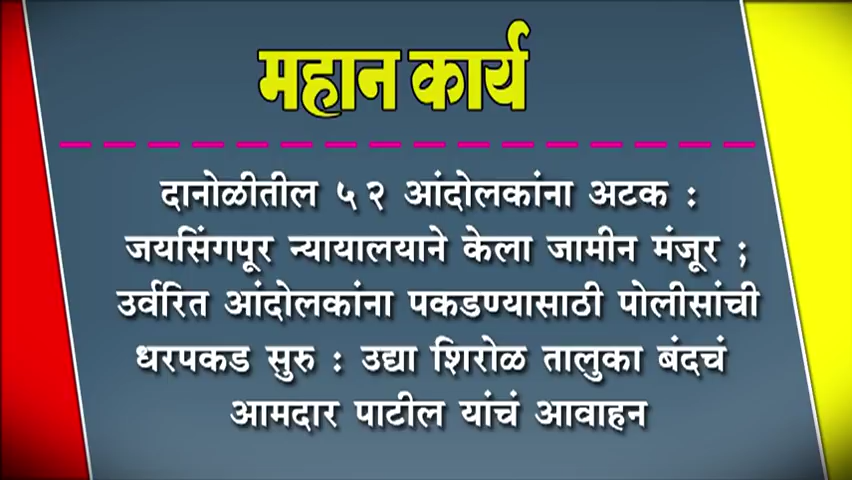 महान कार्य
दानोळीतील ५२ आंदोलकांना अटक :
जयसिंगपूर न्यायालयाने केला जामीन मंजूर ;
उर्वरित आंदोलकांना पकडण्यासाठी पोलीसांची
धरपकड सुरु : उद्या शिरोळ तालुका बंदचं
आमदार पाटील यांचं आवाहन